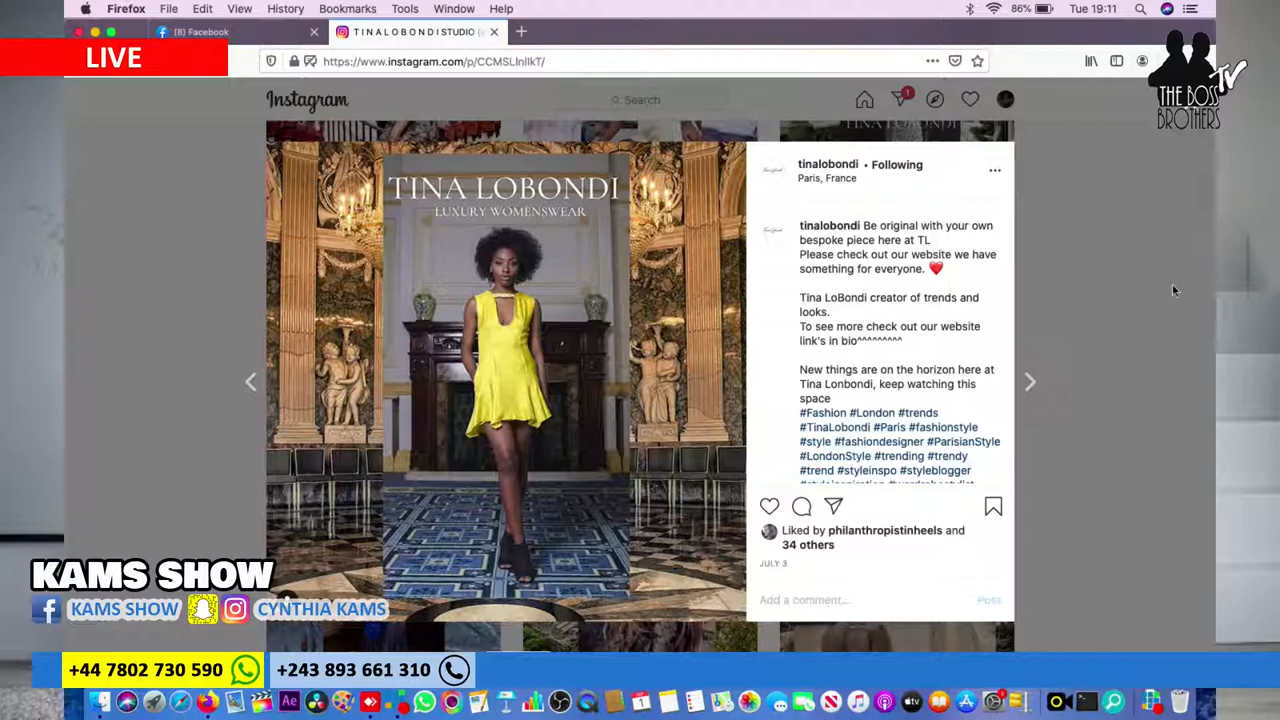 Firefox File Edit View History Bookmarks Tools Window Help
86%
Tue 19:11
(8) Facebook
T I N A L O B O N D I S T U D I O
LIVE
https://www.instagram.com/p/CCMSLlnlIkT/
THE BOSS
BROTHERS
TV
Instagram
Search
1
TINA LOBONDI
LUXURY WOMENSWEAR
tinalobondi • Following
Paris, France
tinalobondi Be original with your own
bespoke piece here at TL
Please check out our website we have
something for everyone. ❤️
Tina LoBondi creator of trends and
looks.
To see more check out our website
link's in bio^^^^^^^^^
New things are on the horizon here at
Tina Lonbondi, keep watching this
space
#Fashion #London #trends
#TinaLobondi #Paris #fashionstyle
#style #fashiondesigner #ParisianStyle
#LondonStyle #trending #trendy
#trend #styleinspo #styleblogger
Liked by philanthropistinheels and
34 others
JULY 3
Add a comment...
Post
KAMS SHOW
KAMS SHOW
CYNTHIA KAMS
+44 7802 730 590
+243 893 661 310